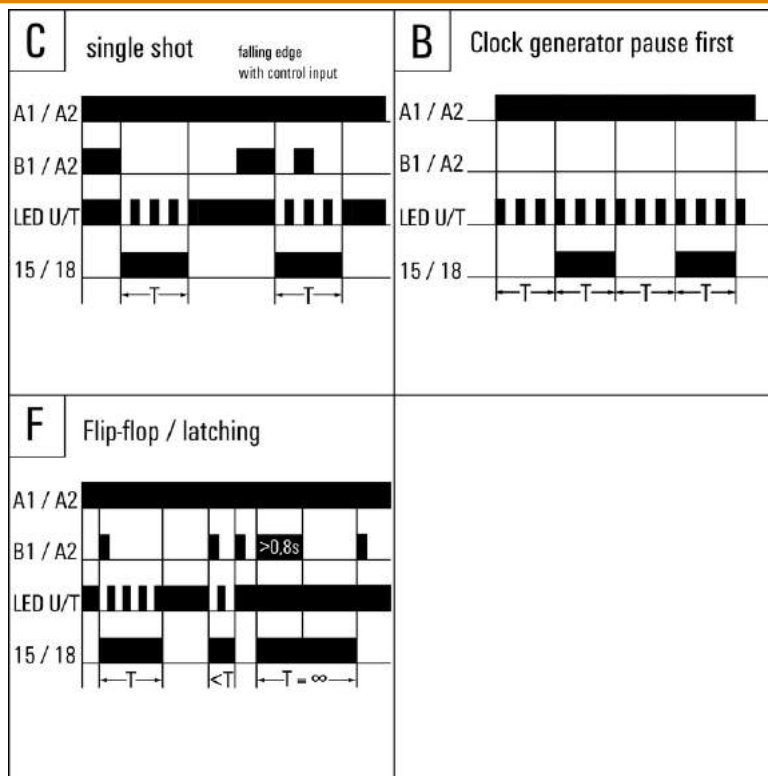 C
single shot
falling edge
with control input
A1 / A2
B1 / A2
LED U/T
15 / 18
T
T
B
Clock generator pause first
A1 / A2
B1 / A2
LED U/T
15 / 18
T
T
T
T
F
Flip-flop / latching
A1 / A2
B1 / A2
>0,8s
LED U/T
15 / 18
T
<T
T = ∞